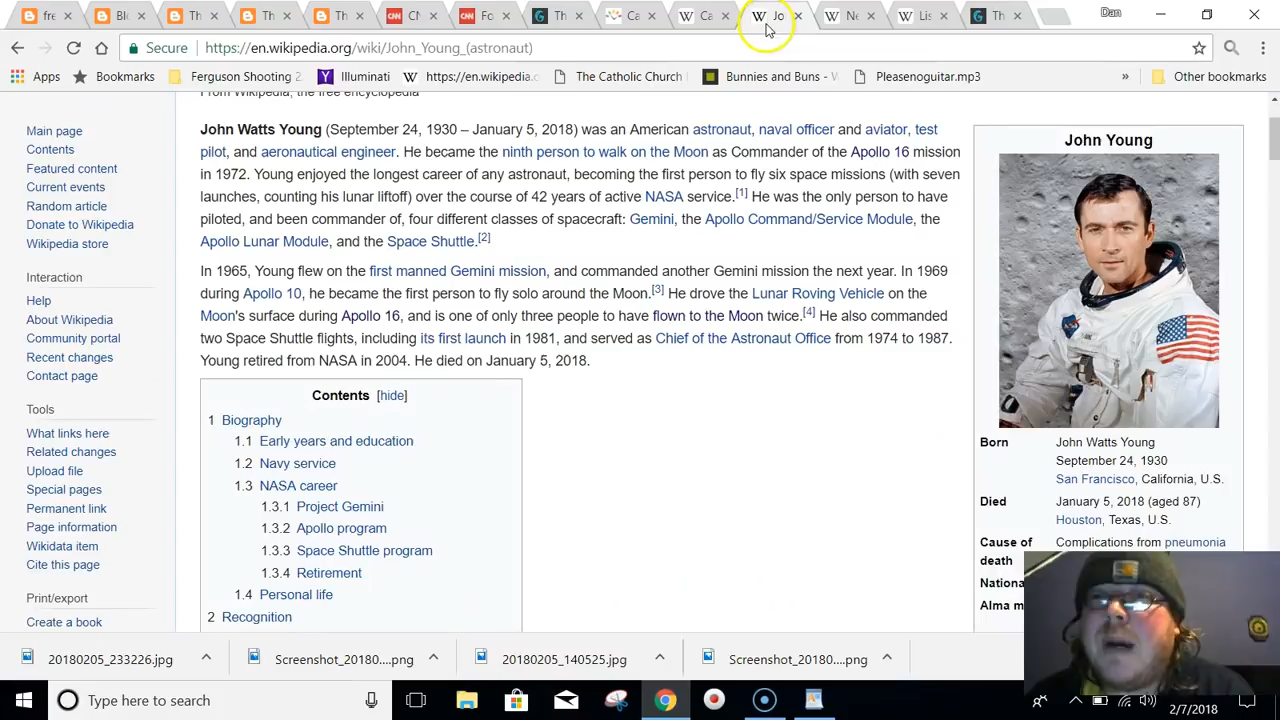 fre
Blo
Th
Th
Th
CN
Fo
Th
Ca
Ca
Jo
Ne
Lis
Th
Dan
Secure
https://en.wikipedia.org/wiki/John_Young_(astronaut)
Apps
Bookmarks
Ferguson Shooting 2
Illuminati
https://en.wikipedia.o
The Catholic Church
Bunnies and Buns - W
Pleasenoguitar.mp3
»
Other bookmarks
From Wikipedia, the free encyclopedia
Main page
Contents
Featured content
Current events
Random article
Donate to Wikipedia
Wikipedia store
Interaction
Help
About Wikipedia
Community portal
Recent changes
Contact page
Tools
What links here
Related changes
Upload file
Special pages
Permanent link
Page information
Wikidata item
Cite this page
Print/export
Create a book
John Watts Young (September 24, 1930 – January 5, 2018) was an American astronaut, naval officer and aviator, test
pilot, and aeronautical engineer. He became the ninth person to walk on the Moon as Commander of the Apollo 16 mission
in 1972. Young enjoyed the longest career of any astronaut, becoming the first person to fly six space missions (with seven
launches, counting his lunar liftoff) over the course of 42 years of active NASA service.[1] He was the only person to have
piloted, and been commander of, four different classes of spacecraft: Gemini, the Apollo Command/Service Module, the
Apollo Lunar Module, and the Space Shuttle.[2]
In 1965, Young flew on the first manned Gemini mission, and commanded another Gemini mission the next year. In 1969
during Apollo 10, he became the first person to fly solo around the Moon.[3] He drove the Lunar Roving Vehicle on the
Moon's surface during Apollo 16, and is one of only three people to have flown to the Moon twice.[4] He also commanded
two Space Shuttle flights, including its first launch in 1981, and served as Chief of the Astronaut Office from 1974 to 1987.
Young retired from NASA in 2004. He died on January 5, 2018.
Contents [hide]
1 Biography
1.1 Early years and education
1.2 Navy service
1.3 NASA career
1.3.1 Project Gemini
1.3.2 Apollo program
1.3.3 Space Shuttle program
1.3.4 Retirement
1.4 Personal life
2 Recognition
John Young
Born John Watts Young
September 24, 1930
San Francisco, California, U.S.
Died January 5, 2018 (aged 87)
Houston, Texas, U.S.
Cause of death Complications from pneumonia
Nationa
Alma m
20180205_233226.jpg
Screenshot_20180....png
20180205_140525.jpg
Screenshot_20180....png
Type here to search
2/7/2018